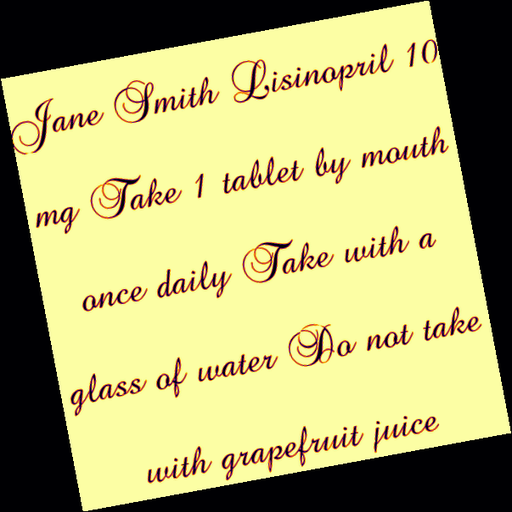 Jane Smith Lisinopril 10
mg Take 1 tablet by mouth
once daily Take with a
glass of water Do not take
with grapefruit juice